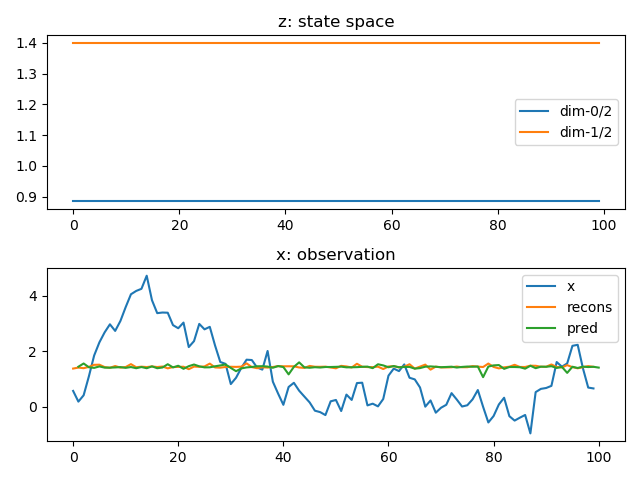 z: state space
1.4
1.3
1.2
1.1
1.0
0.9
dim-0/2
dim-1/2
0 20 40 60 80 100
x: observation
4
2
0
x
recons
pred
0 20 40 60 80 100